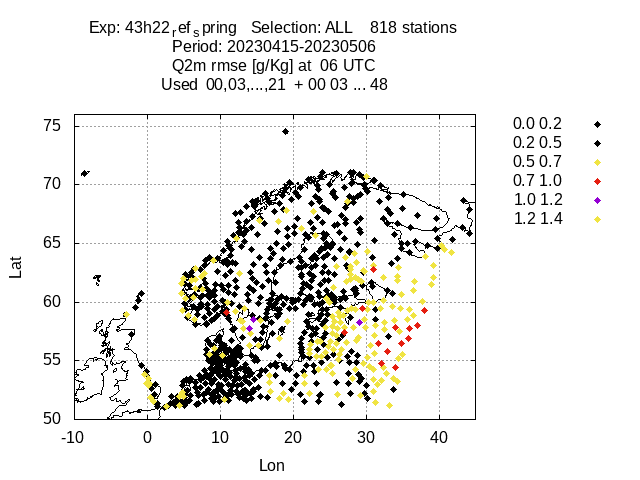 Exp: 43h22refspring Selection: ALL 818 stations
Period: 20230415-20230506
Q2m rmse [g/Kg] at 06 UTC
Used 00,03,...,21 + 00 03 ... 48
75
70
65
60
55
50
-10 0 10 20 30 40
Lat
Lon
0.0 0.2
0.2 0.5
0.5 0.7
0.7 1.0
1.0 1.2
1.2 1.4